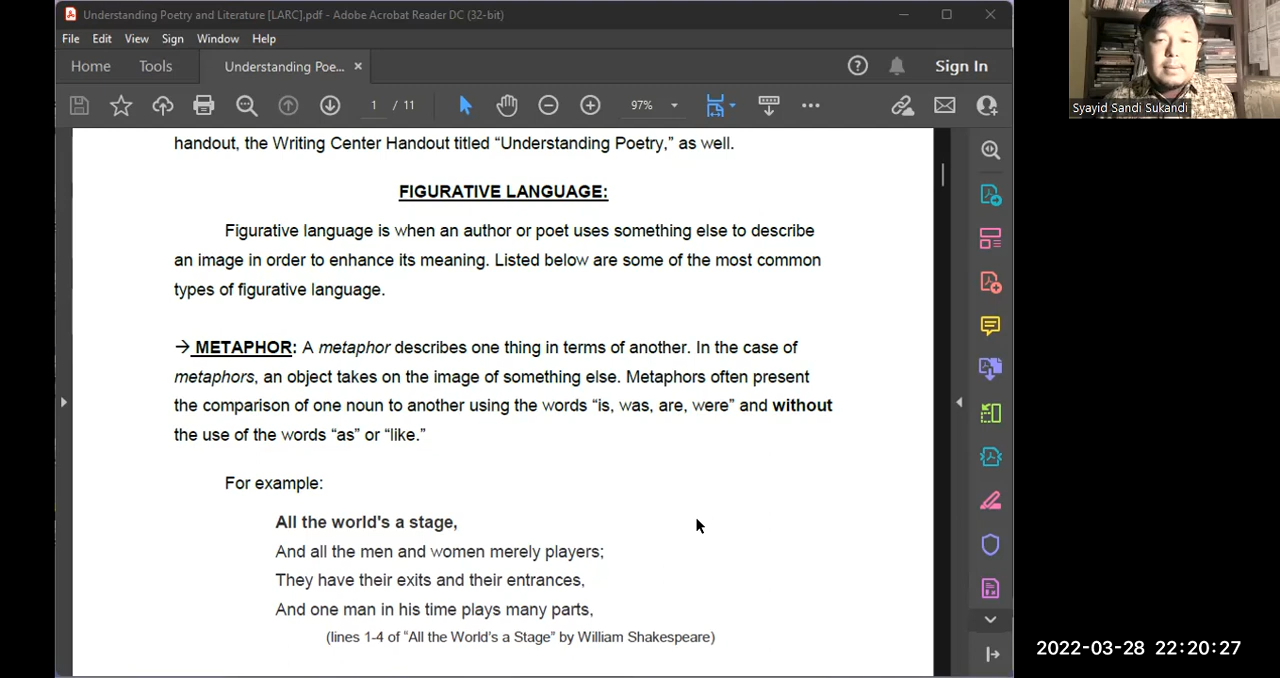 Understanding Poetry and Literature [LARC].pdf - Adobe Acrobat Reader DC (32-bit)
File Edit View Sign Window Help
Home Tools Understanding Poe... × Sign In
1 / 11 97%
Syayid Sandi Sukandi
handout, the Writing Center Handout titled “Understanding Poetry,” as well.
FIGURATIVE LANGUAGE:
Figurative language is when an author or poet uses something else to describe
an image in order to enhance its meaning. Listed below are some of the most common
types of figurative language.
→ METAPHOR: A metaphor describes one thing in terms of another. In the case of
metaphors, an object takes on the image of something else. Metaphors often present
the comparison of one noun to another using the words “is, was, are, were” and without
the use of the words “as” or “like.”
For example:
All the world's a stage,
And all the men and women merely players;
They have their exits and their entrances,
And one man in his time plays many parts,
(lines 1-4 of “All the World’s a Stage” by William Shakespeare)
2022-03-28 22:20:27